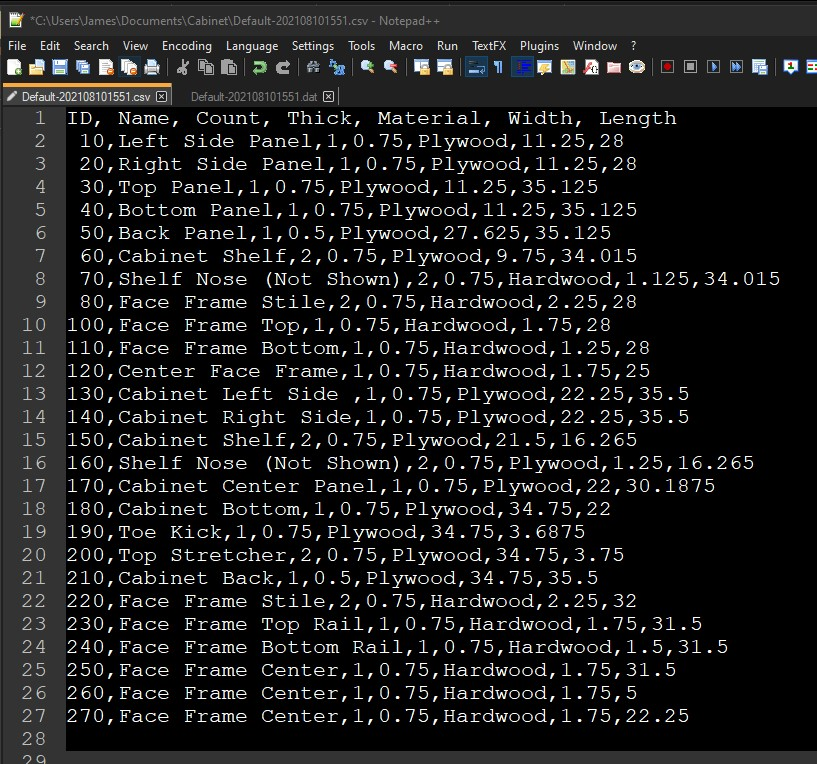 *C:\Users\James\Documents\Cabinet\Default-202108101551.csv - Notepad++
File Edit Search View Encoding Language Settings Tools Macro Run TextFX Plugins Window ?
Default-202108101551.csv Default-202108101551.dat
1 ID, Name, Count, Thick, Material, Width, Length
2 10,Left Side Panel,1,0.75,Plywood,11.25,28
3 20,Right Side Panel,1,0.75,Plywood,11.25,28
4 30,Top Panel,1,0.75,Plywood,11.25,35.125
5 40,Bottom Panel,1,0.75,Plywood,11.25,35.125
6 50,Back Panel,1,0.5,Plywood,27.625,35.125
7 60,Cabinet Shelf,2,0.75,Plywood,9.75,34.015
8 70,Shelf Nose (Not Shown),2,0.75,Hardwood,1.125,34.015
9 80,Face Frame Stile,2,0.75,Hardwood,2.25,28
10 100,Face Frame Top,1,0.75,Hardwood,1.75,28
11 110,Face Frame Bottom,1,0.75,Hardwood,1.25,28
12 120,Center Face Frame,1,0.75,Hardwood,1.75,25
13 130,Cabinet Left Side ,1,0.75,Plywood,22.25,35.5
14 140,Cabinet Right Side,1,0.75,Plywood,22.25,35.5
15 150,Cabinet Shelf,2,0.75,Plywood,21.5,16.265
16 160,Shelf Nose (Not Shown),2,0.75,Plywood,1.25,16.265
17 170,Cabinet Center Panel,1,0.75,Plywood,22,30.1875
18 180,Cabinet Bottom,1,0.75,Plywood,34.75,22
19 190,Toe Kick,1,0.75,Plywood,34.75,3.6875
20 200,Top Stretcher,2,0.75,Plywood,34.75,3.75
21 210,Cabinet Back,1,0.5,Plywood,34.75,35.5
22 220,Face Frame Stile,2,0.75,Hardwood,2.25,32
23 230,Face Frame Top Rail,1,0.75,Hardwood,1.75,31.5
24 240,Face Frame Bottom Rail,1,0.75,Hardwood,1.5,31.5
25 250,Face Frame Center,1,0.75,Hardwood,1.75,31.5
26 260,Face Frame Center,1,0.75,Hardwood,1.75,5
27 270,Face Frame Center,1,0.75,Hardwood,1.75,22.25
28
29